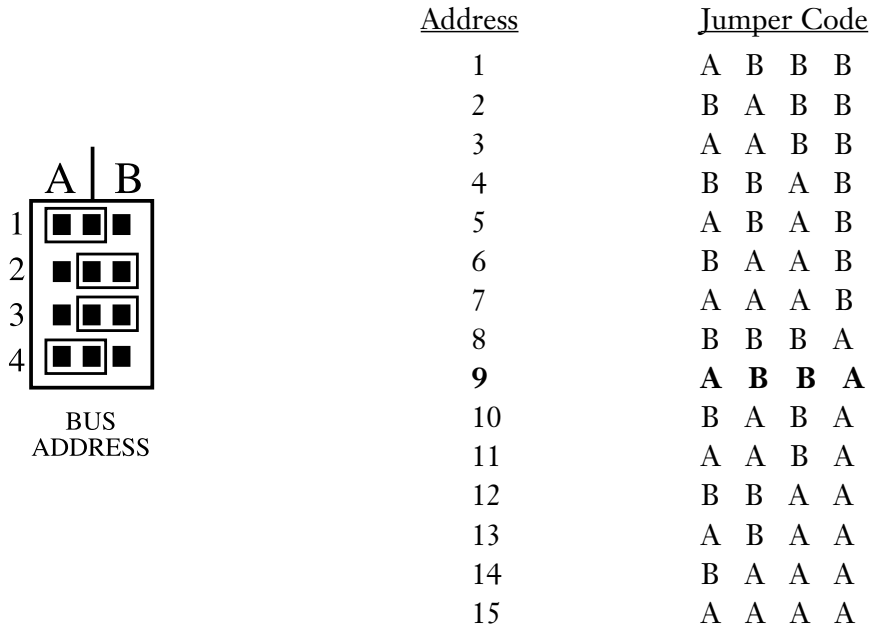 A | B
1
2
3
4
BUS
ADDRESS
Address Jumper Code
1 A B B B
2 B A B B
3 A A B B
4 B B A B
5 A B A B
6 B A A B
7 A A A B
8 B B B A
9 A B B A
10 B A B A
11 A A B A
12 B B A A
13 A B A A
14 B A A A
15 A A A A